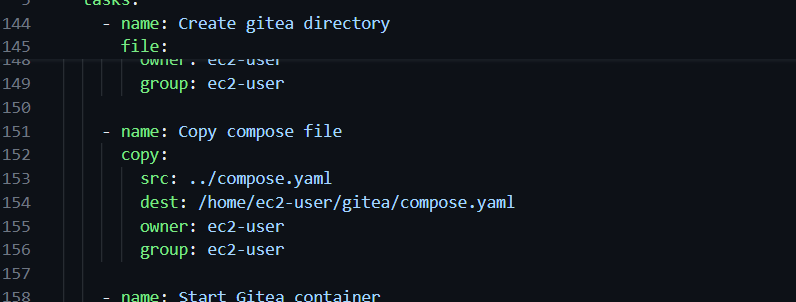 tasks:
144 - name: Create gitea directory
145 file:
148 owner: ec2-user
149 group: ec2-user
150
151 - name: Copy compose file
152 copy:
153 src: ../compose.yaml
154 dest: /home/ec2-user/gitea/compose.yaml
155 owner: ec2-user
156 group: ec2-user
157
158 - name: Start Gitea container